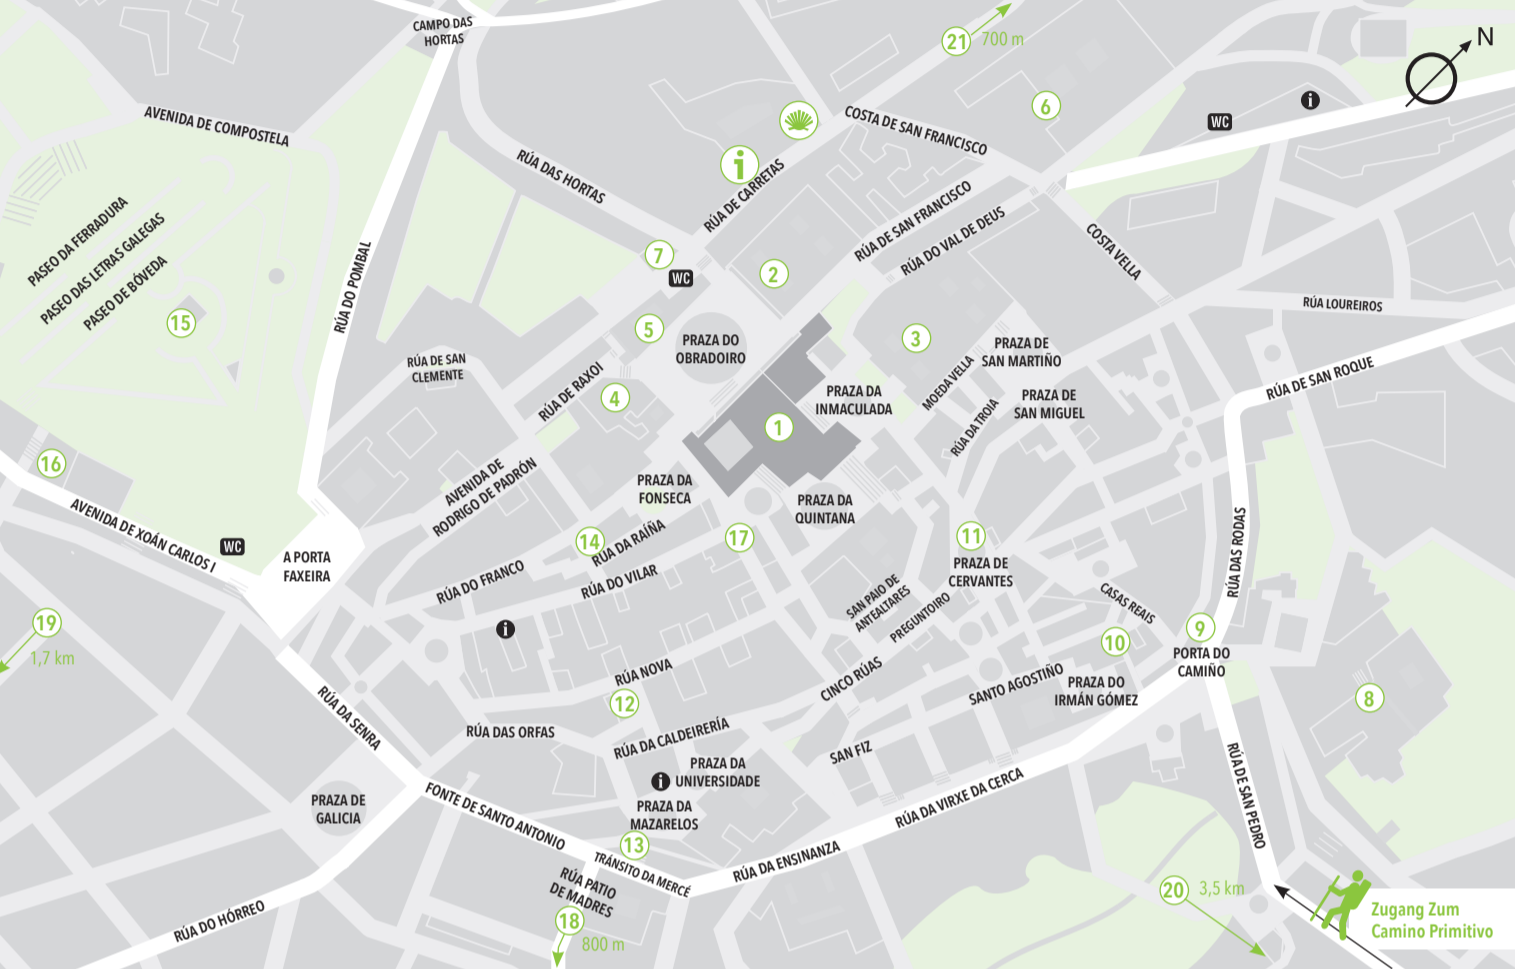 CAMPO DAS
HORTAS
21
700 m
N
6
WC
i
AVENIDA DE COMPOSTELA
COSTA DE SAN FRANCISCO
i
RÚA DAS HORTAS
RÚA DE CARRETAS
RÚA DE SAN FRANCISCO
RÚA DO VAL DE DEUS
COSTA VELLA
PASEO DA FERRADURA
PASEO DAS LETRAS GALEGAS
PASEO DE BÓVEDA
15
RÚA DO POMBAL
7
WC
2
RÚA LOUREIROS
5
PRAZA DO
OBRADOIRO
3
PRAZA DE
SAN MARTIÑO
RÚA DE SAN
CLEMENTE
RÚA DE RAXOI
4
MOEDA VELLA
PRAZA DA
INMACULADA
RÚA DA TROIA
PRAZA DE
SAN MIGUEL
RÚA DE SAN ROQUE
1
16
AVENIDA DE
RODRIGO DE PADRÓN
PRAZA DA
FONSECA
PRAZA DA
QUINTANA
AVENIDA DE XOÁN CARLOS I
WC
A PORTA
FAXEIRA
14
RÚA DA RAÍÑA
17
11
PRAZA DE
CERVANTES
RÚA DAS RODAS
RÚA DO FRANCO
RÚA DO VILAR
SAN PAIO DE
ANTEALTARES
PREGUNTOIRO
CASAS REAIS
19
1,7 km
i
10
9
PORTA DO
CAMIÑO
RÚA NOVA
CINCO RÚAS
SANTO AGOSTIÑO
PRAZA DO
IRMÁN GÓMEZ
8
12
RÚA DA SENRA
RÚA DAS ORFAS
RÚA DA CALDEIRERÍA
SAN FIZ
i
PRAZA DA
UNIVERSIDADE
RÚA DE SAN PEDRO
PRAZA DE
GALICIA
FONTE DE SANTO ANTONIO
PRAZA DA
MAZARELOS
RÚA DA VIRXE DA CERCA
13
TRÁNSITO DA MERCÉ
RÚA DA ENSINANZA
RÚA PATIO
DE MADRES
20
3,5 km
RÚA DO HÓRREO
18
800 m
Zugang Zum
Camino Primitivo